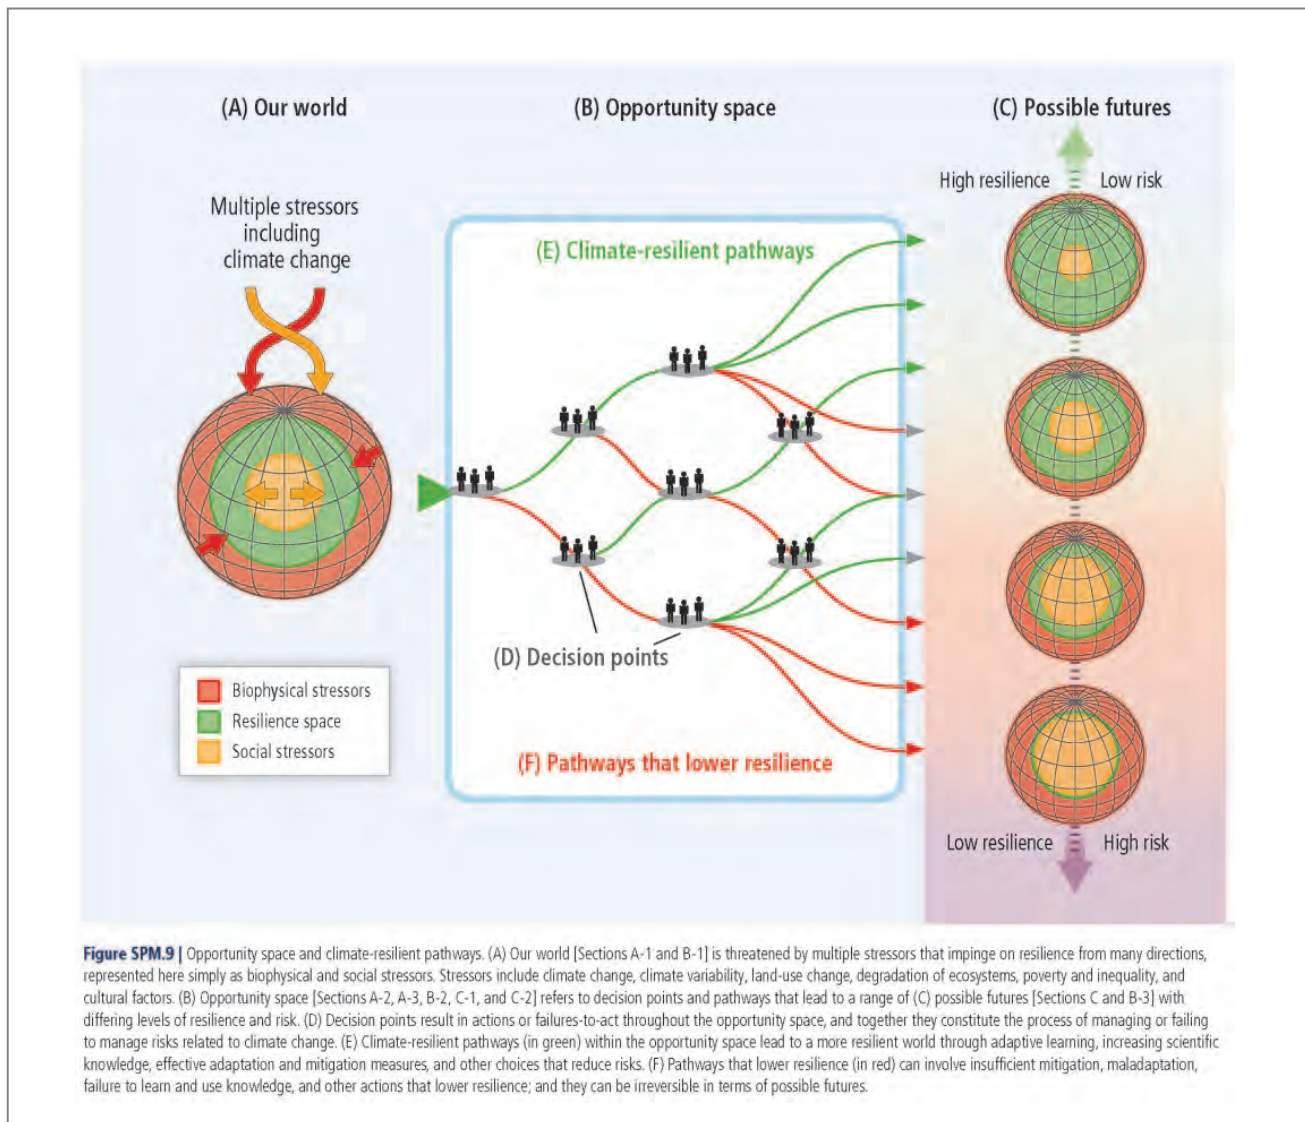 (A) Our world
(B) Opportunity space
(C) Possible futures
High resilience
Low risk
Multiple stressors
including
climate change
(E) Climate-resilient pathways
(D) Decision points
Biophysical stressors
Resilience space
Social stressors
(F) Pathways that lower resilience
Low resilience
High risk
Figure SPM.9 | Opportunity space and climate-resilient pathways. (A) Our world [Sections A-1 and B-1] is threatened by multiple stressors that impinge on resilience from many directions,
represented here simply as biophysical and social stressors. Stressors include climate change, climate variability, land-use change, degradation of ecosystems, poverty and inequality, and
cultural factors. (B) Opportunity space [Sections A-2, A-3, B-2, C-1, and C-2] refers to decision points and pathways that lead to a range of (C) possible futures [Sections C and B-3] with
differing levels of resilience and risk. (D) Decision points result in actions or failures-to-act throughout the opportunity space, and together they constitute the process of managing or failing
to manage risks related to climate change. (E) Climate-resilient pathways (in green) within the opportunity space lead to a more resilient world through adaptive learning, increasing scientific
knowledge, effective adaptation and mitigation measures, and other choices that reduce risks. (F) Pathways that lower resilience (in red) can involve insufficient mitigation, maladaptation,
failure to learn and use knowledge, and other actions that lower resilience; and they can be irreversible in terms of possible futures.